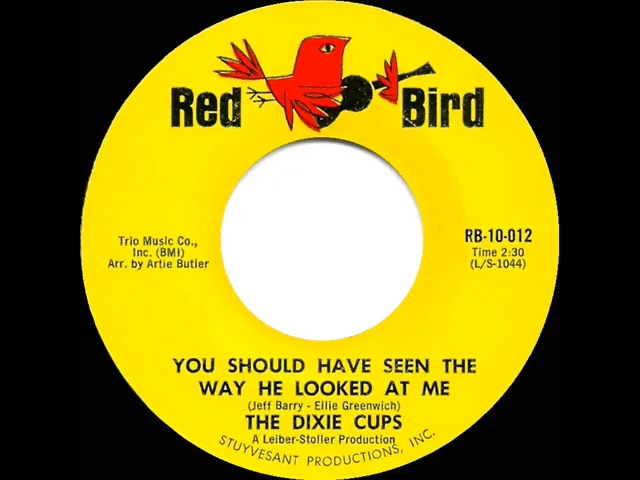 Red Bird
Trio Music Co.,
Inc. (BMI)
Arr. by Artie Butler
RB-10-012
Time 2:30
(L/S-1044)
YOU SHOULD HAVE SEEN THE
WAY HE LOOKED AT ME
(Jeff Barry - Ellie Greenwich)
THE DIXIE CUPS
A Leiber-Stoller Production
STUYVESANT PRODUCTIONS, INC.